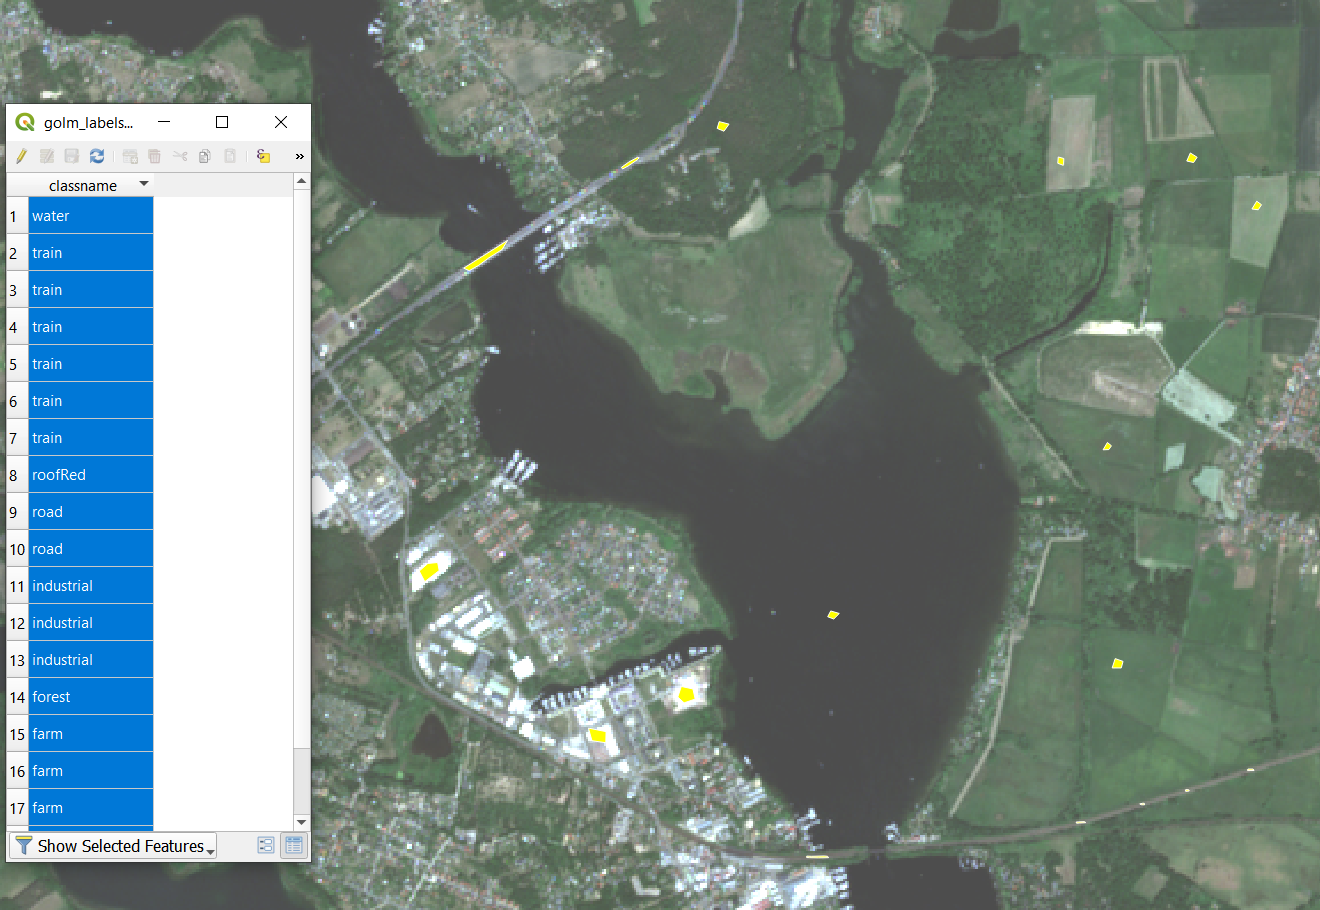 golm_labels...
»
classname
1 water
2 train
3 train
4 train
5 train
6 train
7 train
8 roofRed
9 road
10 road
11 industrial
12 industrial
13 industrial
14 forest
15 farm
16 farm
17 farm
Show Selected Features